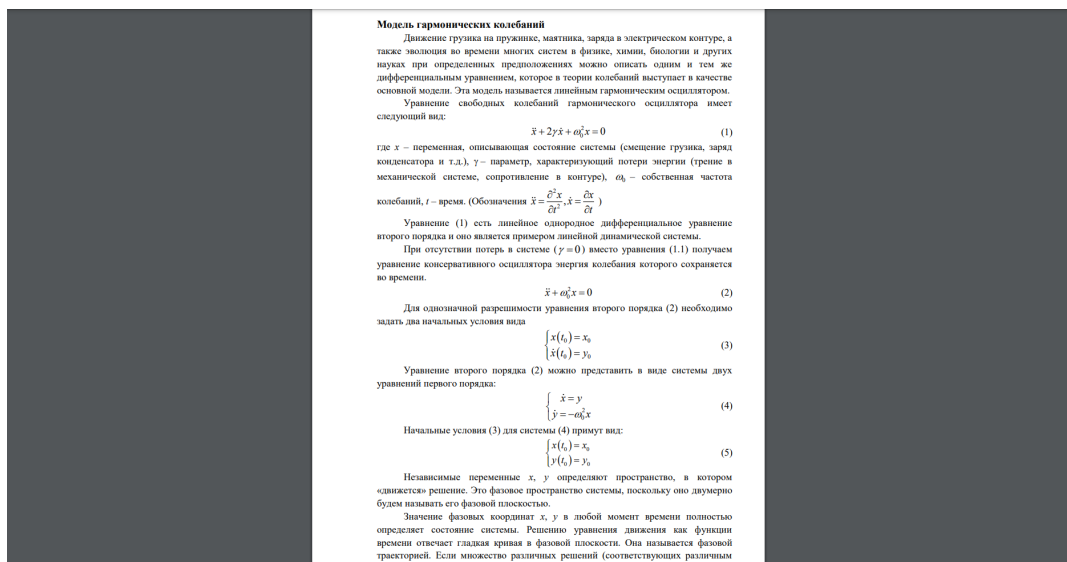 Модель гармонических колебаний
Движение грузика на пружинке, маятника, заряда в электрическом контуре, а
также эволюция во времени многих систем в физике, химии, биологии и других
науках при определенных предположениях можно описать одним и тем же
дифференциальным уравнением, которое в теории колебаний выступает в качестве
основной модели. Эта модель называется линейным гармоническим осциллятором.
Уравнение свободных колебаний гармонического осциллятора имеет
следующий вид:
ẍ + 2γẋ + ω₀²x = 0 (1)
где x – переменная, описывающая состояние системы (смещение грузика, заряд
конденсатора и т.д.), γ – параметр, характеризующий потери энергии (трение в
механической системе, сопротивление в контуре), ω₀ – собственная частота
колебаний, t – время. (Обозначения ẍ = ∂²x/∂t², ẋ = ∂x/∂t )
Уравнение (1) есть линейное однородное дифференциальное уравнение
второго порядка и оно является примером линейной динамической системы.
При отсутствии потерь в системе (γ = 0) вместо уравнения (1.1) получаем
уравнение консервативного осциллятора энергия колебания которого сохраняется
во времени.
ẍ + ω₀²x = 0 (2)
Для однозначной разрешимости уравнения второго порядка (2) необходимо
задать два начальных условия вида
x(t₀) = x₀
ẋ(t₀) = y₀ (3)
Уравнение второго порядка (2) можно представить в виде системы двух
уравнений первого порядка:
ẋ = y
ẏ = −ω₀²x (4)
Начальные условия (3) для системы (4) примут вид:
x(t₀) = x₀
y(t₀) = y₀ (5)
Независимые переменные x, y определяют пространство, в котором
«движется» решение. Это фазовое пространство системы, поскольку оно двумерно
будем называть его фазовой плоскостью.
Значение фазовых координат x, y в любой момент времени полностью
определяет состояние системы. Решению уравнения движения как функции
времени отвечает гладкая кривая в фазовой плоскости. Она называется фазовой
траекторией. Если множество различных решений (соответствующих различным